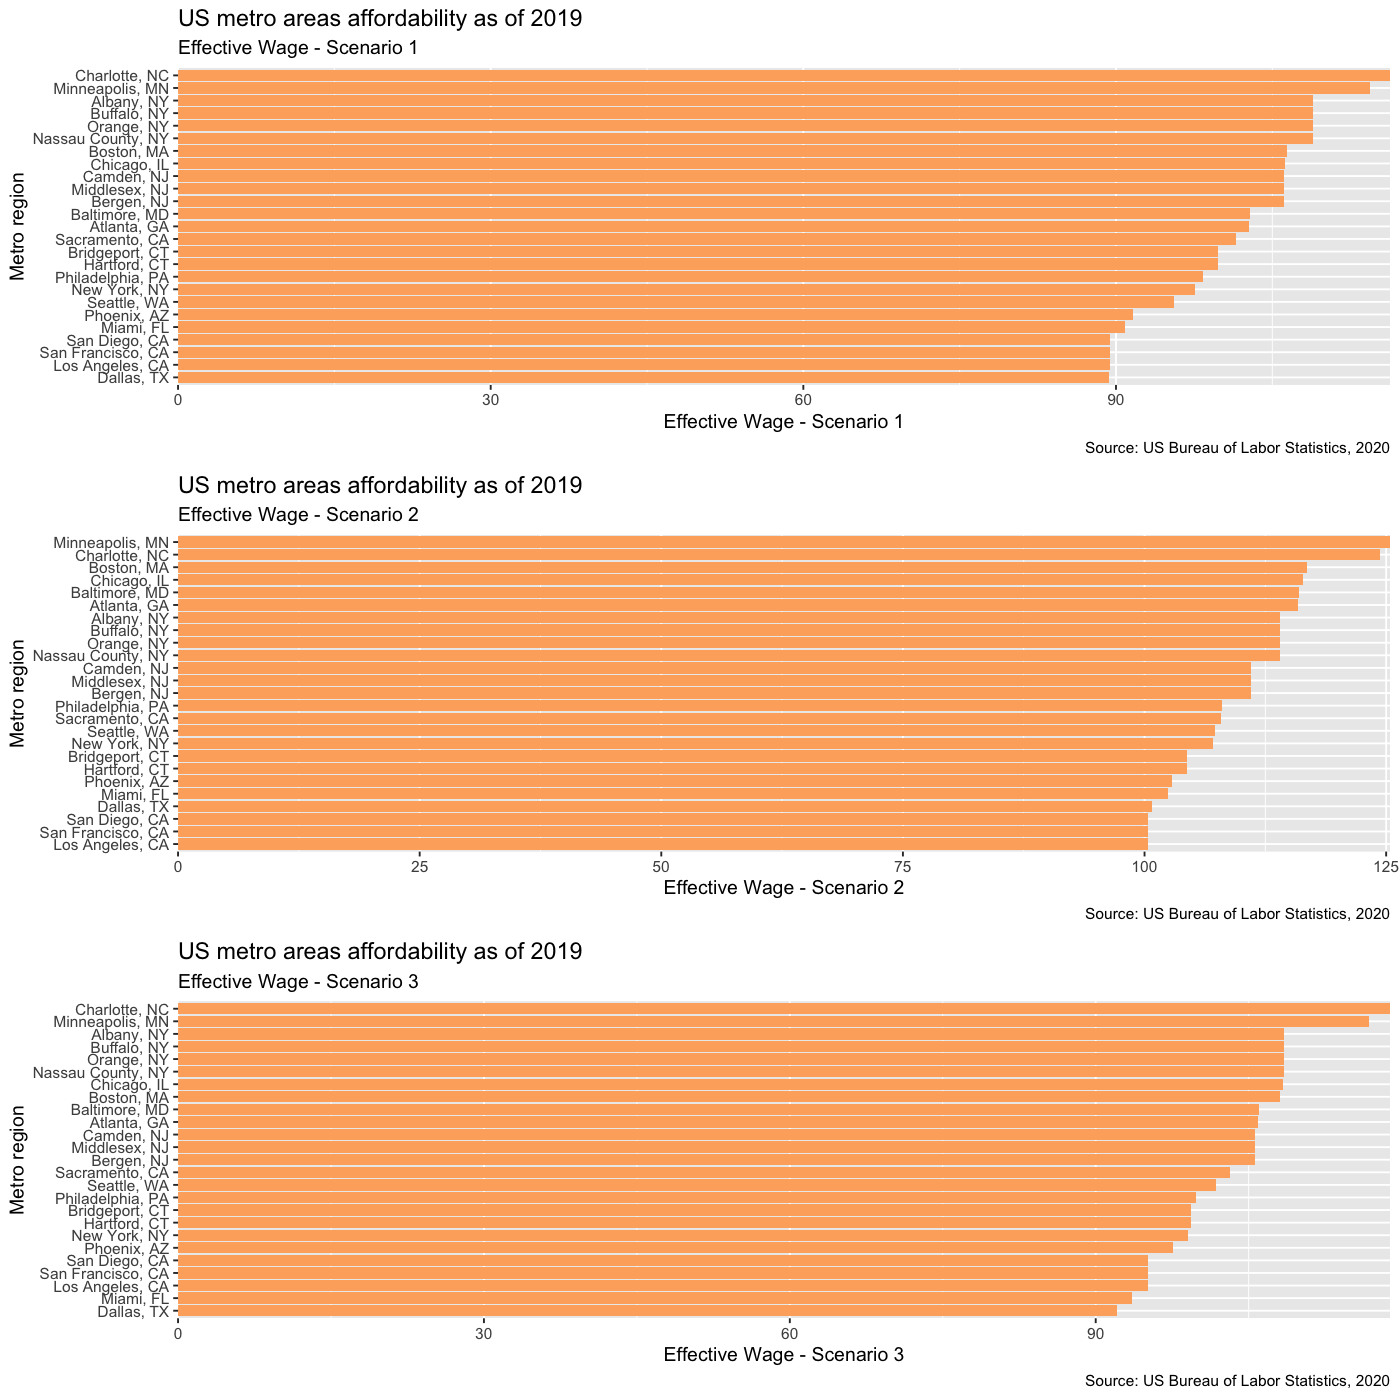 US metro areas affordability as of 2019
Effective Wage - Scenario 1
Metro region
Charlotte, NC
Minneapolis, MN
Albany, NY
Buffalo, NY
Orange, NY
Nassau County, NY
Boston, MA
Chicago, IL
Camden, NJ
Middlesex, NJ
Bergen, NJ
Baltimore, MD
Atlanta, GA
Sacramento, CA
Bridgeport, CT
Hartford, CT
Philadelphia, PA
New York, NY
Seattle, WA
Phoenix, AZ
Miami, FL
San Diego, CA
San Francisco, CA
Los Angeles, CA
Dallas, TX
0 30 60 90
Effective Wage - Scenario 1
Source: US Bureau of Labor Statistics, 2020
US metro areas affordability as of 2019
Effective Wage - Scenario 2
Metro region
Minneapolis, MN
Charlotte, NC
Boston, MA
Chicago, IL
Baltimore, MD
Atlanta, GA
Albany, NY
Buffalo, NY
Orange, NY
Nassau County, NY
Camden, NJ
Middlesex, NJ
Bergen, NJ
Philadelphia, PA
Sacramento, CA
Seattle, WA
New York, NY
Bridgeport, CT
Hartford, CT
Phoenix, AZ
Miami, FL
Dallas, TX
San Diego, CA
San Francisco, CA
Los Angeles, CA
0 25 50 75 100 125
Effective Wage - Scenario 2
Source: US Bureau of Labor Statistics, 2020
US metro areas affordability as of 2019
Effective Wage - Scenario 3
Metro region
Charlotte, NC
Minneapolis, MN
Albany, NY
Buffalo, NY
Orange, NY
Nassau County, NY
Chicago, IL
Boston, MA
Baltimore, MD
Atlanta, GA
Camden, NJ
Middlesex, NJ
Bergen, NJ
Sacramento, CA
Seattle, WA
Philadelphia, PA
Bridgeport, CT
Hartford, CT
New York, NY
Phoenix, AZ
San Diego, CA
San Francisco, CA
Los Angeles, CA
Miami, FL
Dallas, TX
0 30 60 90
Effective Wage - Scenario 3
Source: US Bureau of Labor Statistics, 2020